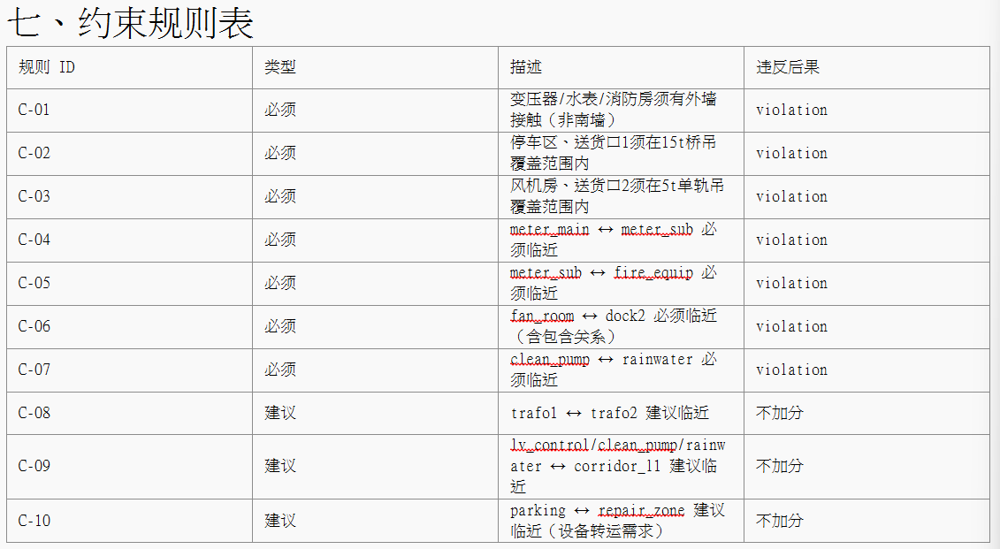 七、约束规则表
规则 ID
类型
描述
违反后果
C-01
必须
变压器/水表/消防房须有外墙
接触（非南墙）
violation
C-02
必须
停车区、送货口1须在15t桥吊
覆盖范围内
violation
C-03
必须
风机房、送货口2须在5t单轨吊
覆盖范围内
violation
C-04
必须
meter_main ↔ meter_sub 必
须临近
violation
C-05
必须
meter_sub ↔ fire_equip 必
须临近
violation
C-06
必须
fan_room ↔ dock2 必须临近
（含包含关系）
violation
C-07
必须
clean_pump ↔ rainwater 必
须临近
violation
C-08
建议
trafo1 ↔ trafo2 建议临近
不加分
C-09
建议
lv_control/clean_pump/rainw
ater ↔ corridor_l1 建议临
近
不加分
C-10
建议
parking ↔ repair_zone 建议
临近（设备转运需求）
不加分